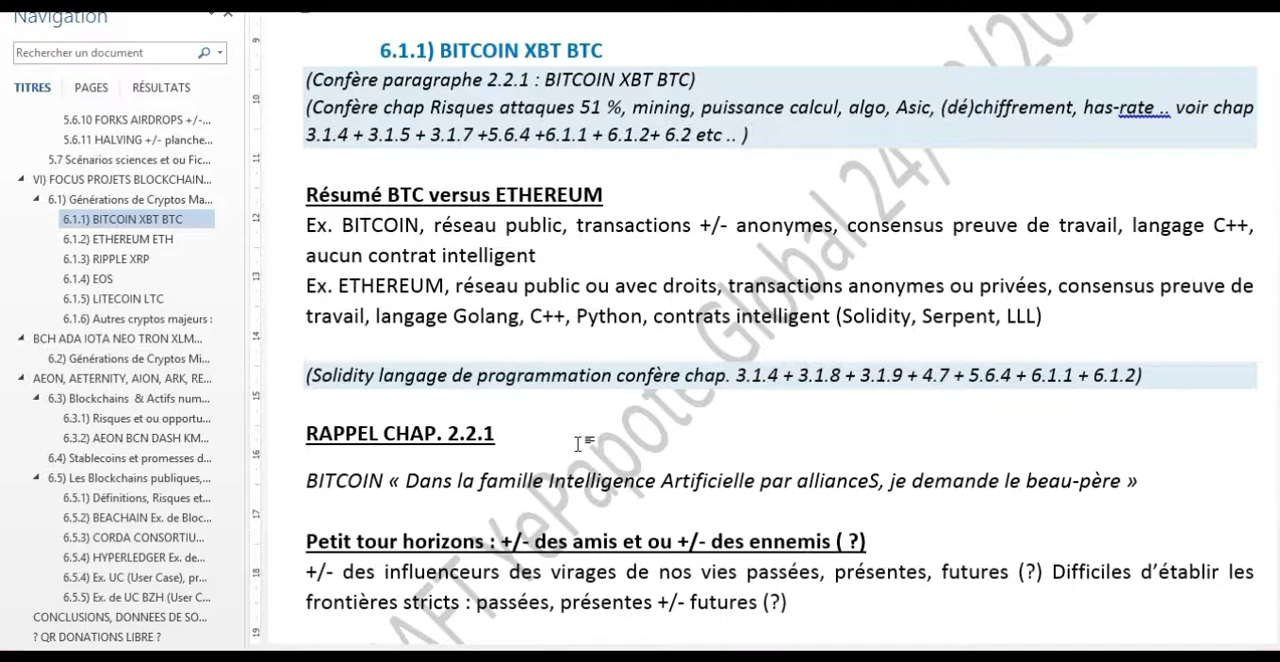 Navigation
Rechercher un document
TITRES PAGES RÉSULTATS
5.6.10 FORKS AIRDROPS +/-...
5.6.11 HALVING +/- planche...
5.7 Scénarios sciences et ou Fic...
VI) FOCUS PROJETS BLOCKCHAIN...
6.1) Générations de Cryptos Ma...
6.1.1) BITCOIN XBT BTC
6.1.2) ETHEREUM ETH
6.1.3) RIPPLE XRP
6.1.4) EOS
6.1.5) LITECOIN LTC
6.1.6) Autres cryptos majeurs :
BCH ADA IOTA NEO TRON XLM...
6.2) Générations de Cryptos Mi...
AEON, AETERNITY, AION, ARK, RE...
6.3) Blockchains & Actifs num...
6.3.1) Risques et ou opportu...
6.3.2) AEON BCN DASH KM...
6.4) Stablecoins et promesses d...
6.5) Les Blockchains publiques,...
6.5.1) Définitions, Risques et...
6.5.2) BEACHAIN Ex. de Bloc...
6.5.3) CORDA CONSORTIU...
6.5.4) HYPERLEDGER Ex. de...
6.5.4) Ex. UC (User Case), pr...
6.5.5) Ex. de UC BZH (User C...
CONCLUSIONS, DONNEES DE SO...
? QR DONATIONS LIBRE ?
9
10
11
12
13
14
15
16
17
18
19
6.1.1) BITCOIN XBT BTC
(Confère paragraphe 2.2.1 : BITCOIN XBT BTC)
(Confère chap Risques attaques 51 %, mining, puissance calcul, algo, Asic, (dé)chiffrement, has-rate .. voir chap
3.1.4 + 3.1.5 + 3.1.7 +5.6.4 +6.1.1 + 6.1.2+ 6.2 etc .. )
Résumé BTC versus ETHEREUM
Ex. BITCOIN, réseau public, transactions +/- anonymes, consensus preuve de travail, langage C++,
aucun contrat intelligent
Ex. ETHEREUM, réseau public ou avec droits, transactions anonymes ou privées, consensus preuve de
travail, langage Golang, C++, Python, contrats intelligent (Solidity, Serpent, LLL)
(Solidity langage de programmation confère chap. 3.1.4 + 3.1.8 + 3.1.9 + 4.7 + 5.6.4 + 6.1.1 + 6.1.2)
RAPPEL CHAP. 2.2.1
BITCOIN « Dans la famille Intelligence Artificielle par allianceS, je demande le beau-père »
Petit tour horizons : +/- des amis et ou +/- des ennemis ( ?)
+/- des influenceurs des virages de nos vies passées, présentes, futures (?) Difficiles d’établir les
frontières stricts : passées, présentes +/- futures (?)
YePapote Global 24/